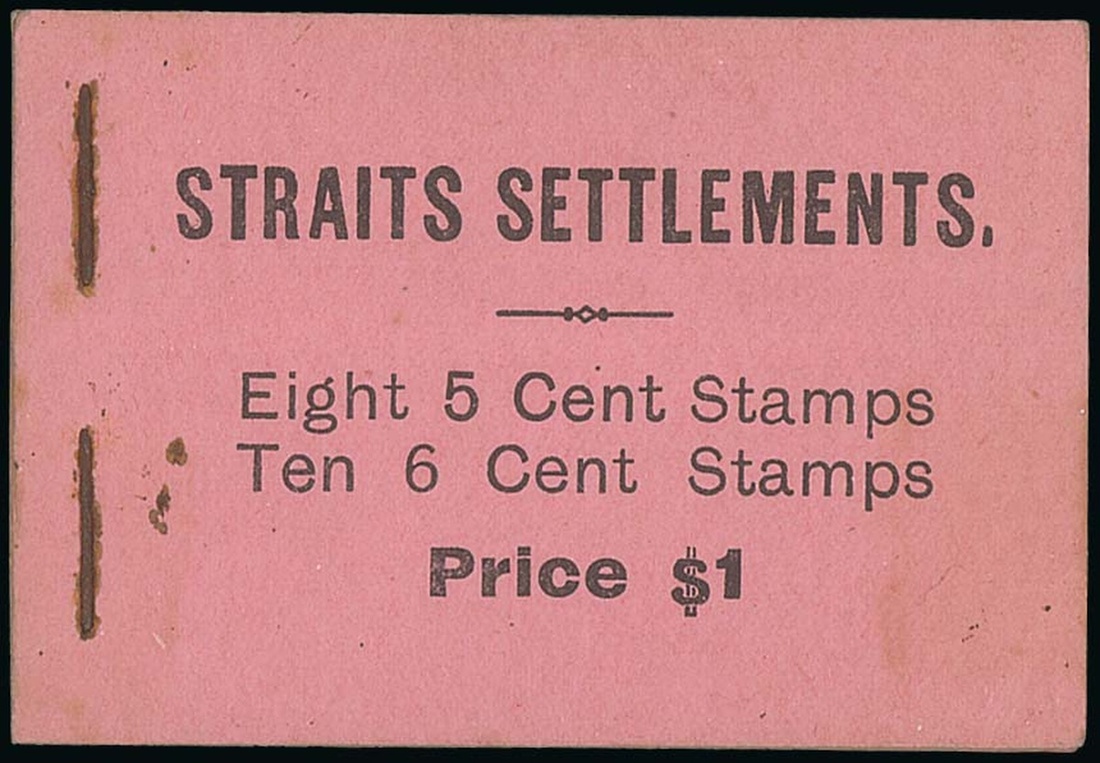 STRAITS SETTLEMENTS.
Eight 5 Cent Stamps
Ten 6 Cent Stamps
Price $1